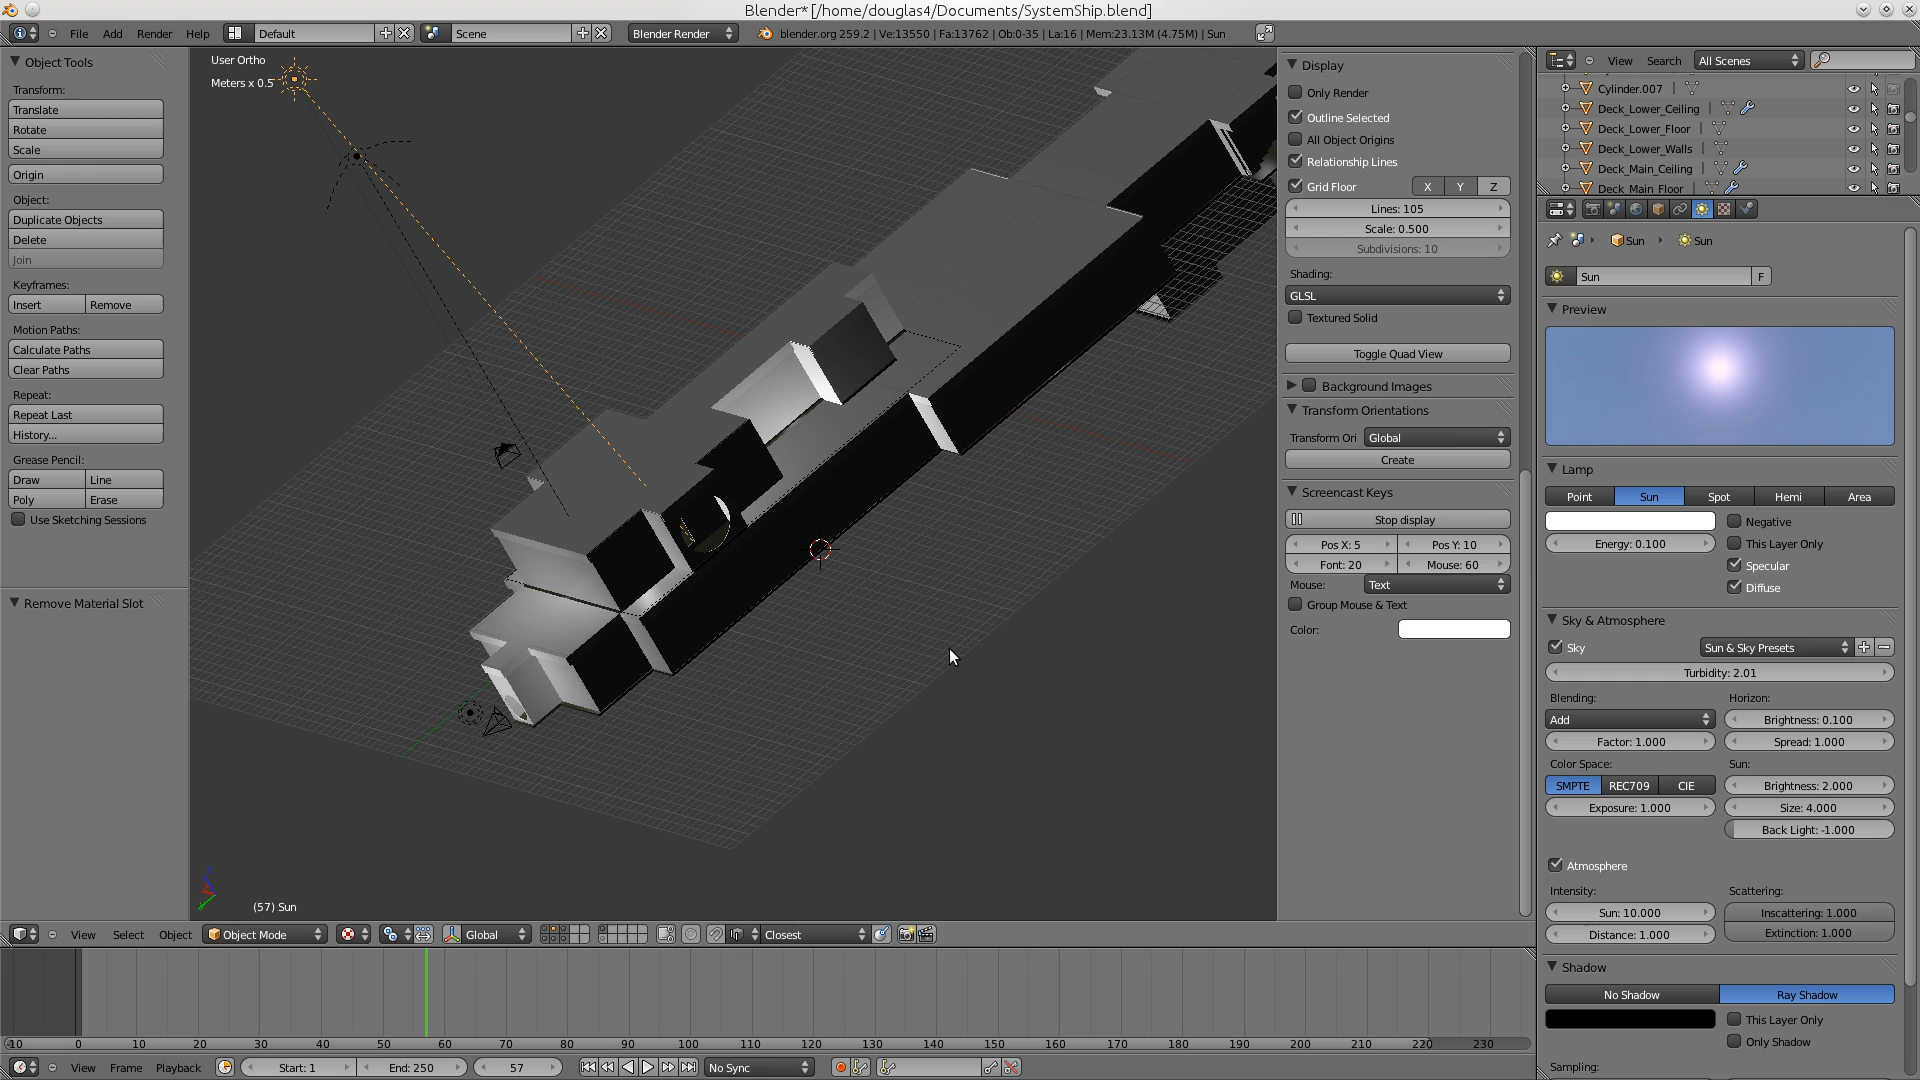 Blender* [/home/douglas4/Documents/SystemShip.blend]
File Add Render Help Default Scene Blender Render blender.org 259.2 | Ve:13550 | Fa:13762 | Ob:0-35 | La:16 | Mem:23.13M (4.75M) | Sun
Object Tools
Transform:
Translate
Rotate
Scale
Origin
Object:
Duplicate Objects
Delete
Join
Keyframes:
Insert Remove
Motion Paths:
Calculate Paths
Clear Paths
Repeat:
Repeat Last
History...
Grease Pencil:
Draw Line
Poly Erase
Use Sketching Sessions
Remove Material Slot
User Ortho
Meters x 0.5
(57) Sun
Display
Only Render
Outline Selected
All Object Origins
Relationship Lines
Grid Floor X Y Z
Lines: 105
Scale: 0.500
Subdivisions: 10
Shading:
GLSL
Textured Solid
Toggle Quad View
Background Images
Transform Orientations
Transform Ori Global
Create
Screencast Keys
Stop display
Pos X: 5 Pos Y: 10
Font: 20 Mouse: 60
Mouse: Text
Group Mouse & Text
Color:
View Search All Scenes
Cylinder.007
Deck_Lower_Ceiling
Deck_Lower_Floor
Deck_Lower_Walls
Deck_Main_Ceiling
Deck_Main_Floor
Sun Sun
Sun F
Preview
Lamp
Point Sun Spot Hemi Area
Negative
Energy: 0.100 This Layer Only
Specular
Diffuse
Sky & Atmosphere
Sky Sun & Sky Presets
Turbidity: 2.01
Blending: Horizon:
Add Brightness: 0.100
Factor: 1.000 Spread: 1.000
Color Space: Sun:
SMPTE REC709 CIE Brightness: 2.000
Exposure: 1.000 Size: 4.000
Back Light: -1.000
Atmosphere
Intensity: Scattering:
Sun: 10.000 Inscattering: 1.000
Distance: 1.000 Extinction: 1.000
Shadow
No Shadow Ray Shadow
This Layer Only
Only Shadow
Sampling:
View Select Object Object Mode Global Closest
-10 0 10 20 30 40 50 60 70 80 90 100 110 120 130 140 150 160 170 180 190 200 210 220 230
View Frame Playback Start: 1 End: 250 57 No Sync